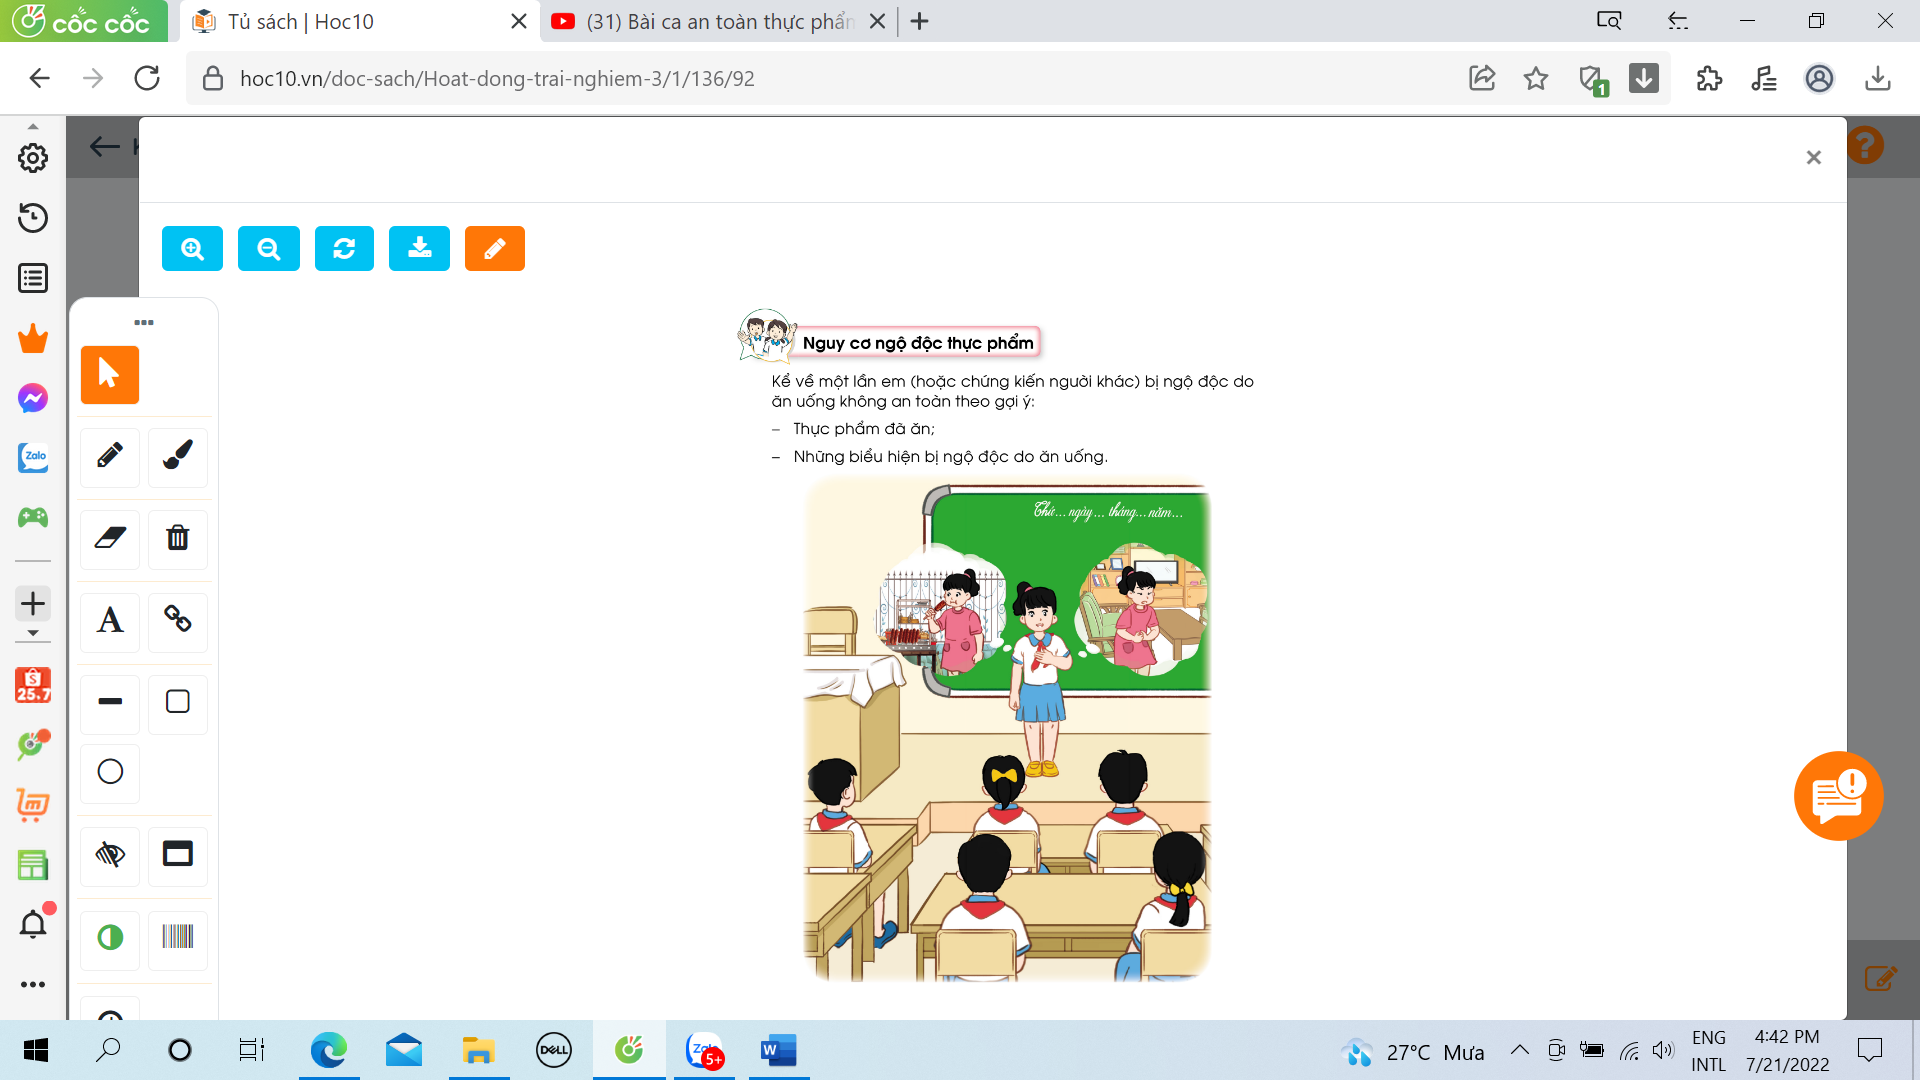 cốc cốc
Tủ sách | Hoc10
(31) Bài ca an toàn thực phẩm
hoc10.vn/doc-sach/Hoat-dong-trai-nghiem-3/1/136/92
1
Nguy cơ ngộ độc thực phẩm
Kể về một lần em (hoặc chứng kiến người khác) bị ngộ độc do
ăn uống không an toàn theo gợi ý:
– Thực phẩm đã ăn;
– Những biểu hiện bị ngộ độc do ăn uống.
Thứ... ngày... tháng... năm...
Zalo
A
25.7
DELL
5+
W
27°C Mưa
ENG
INTL
4:42 PM
7/21/2022